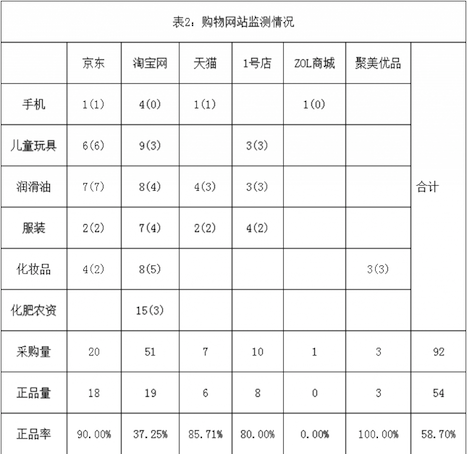 表2: 购物网站监测情况
京东 淘宝网 天猫 1号店 ZOL商城 聚美优品
手机 1(1) 4(0) 1(1) 1(0)
儿童玩具 6(6) 9(3) 3(3)
润滑油 7(7) 8(4) 4(3) 3(3) 合计
服装 2(2) 7(4) 2(2) 4(2)
化妆品 4(2) 8(5) 3(3)
化肥农资 15(3)
采购量 20 51 7 10 1 3 92
正品量 18 19 6 8 0 3 54
正品率 90.00% 37.25% 85.71% 80.00% 0.00% 100.00% 58.70%